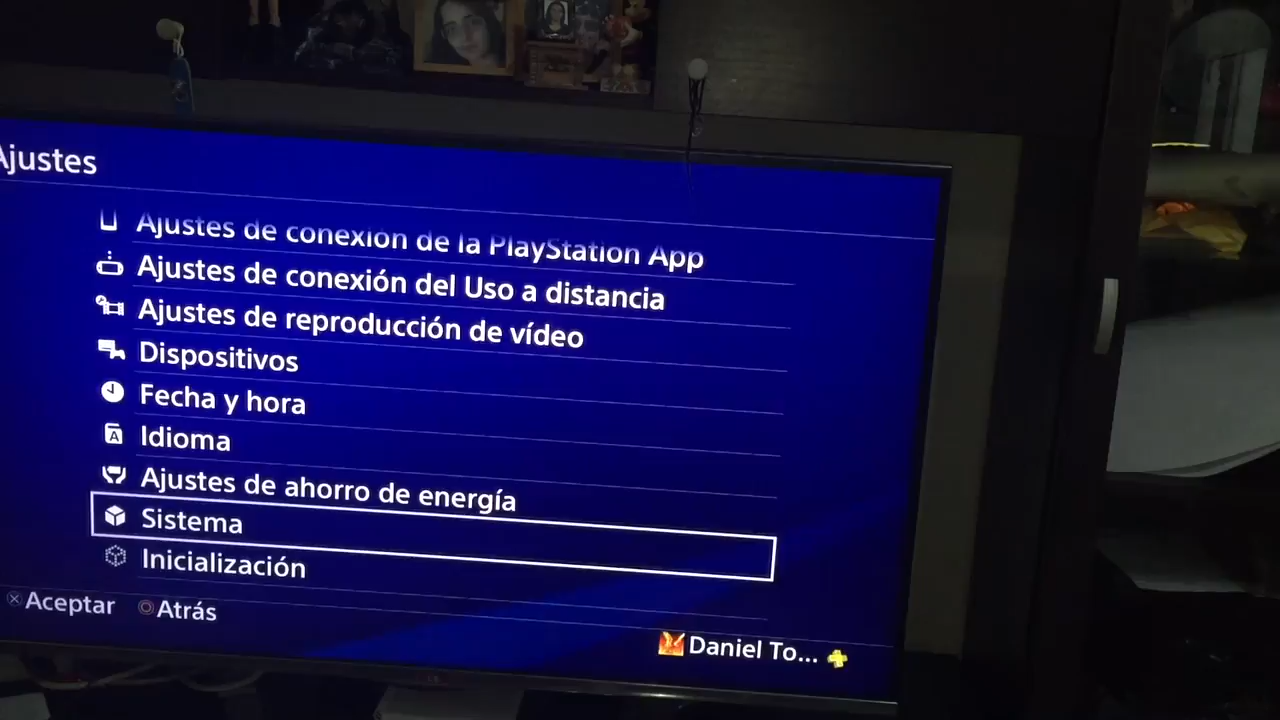 Ajustes
Ajustes de conexión de la PlayStation App
Ajustes de conexión del Uso a distancia
Ajustes de reproducción de vídeo
Dispositivos
Fecha y hora
Idioma
Ajustes de ahorro de energía
Sistema
Inicialización
Aceptar Atrás
Daniel To...
LG